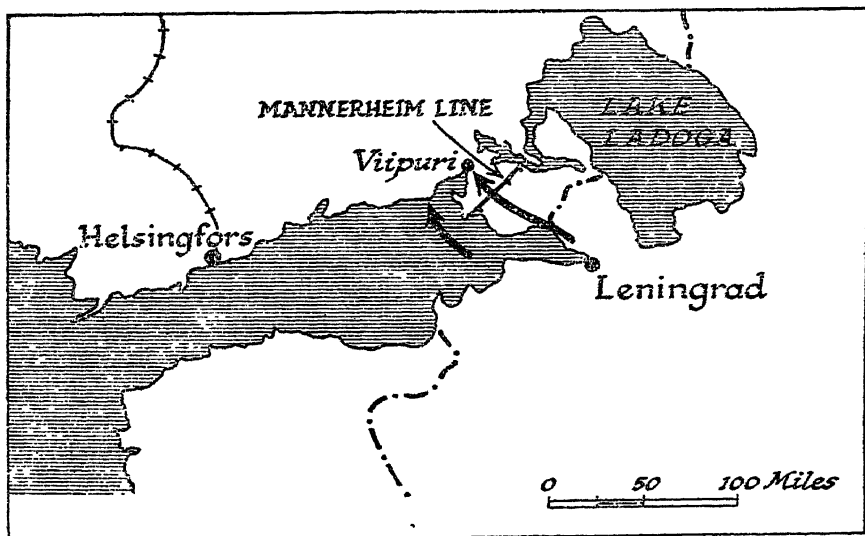 MANNERHEIM LINE
LAKE
LADOGA
Viipuri
Helsingfors
Leningrad
0 50 100 Miles